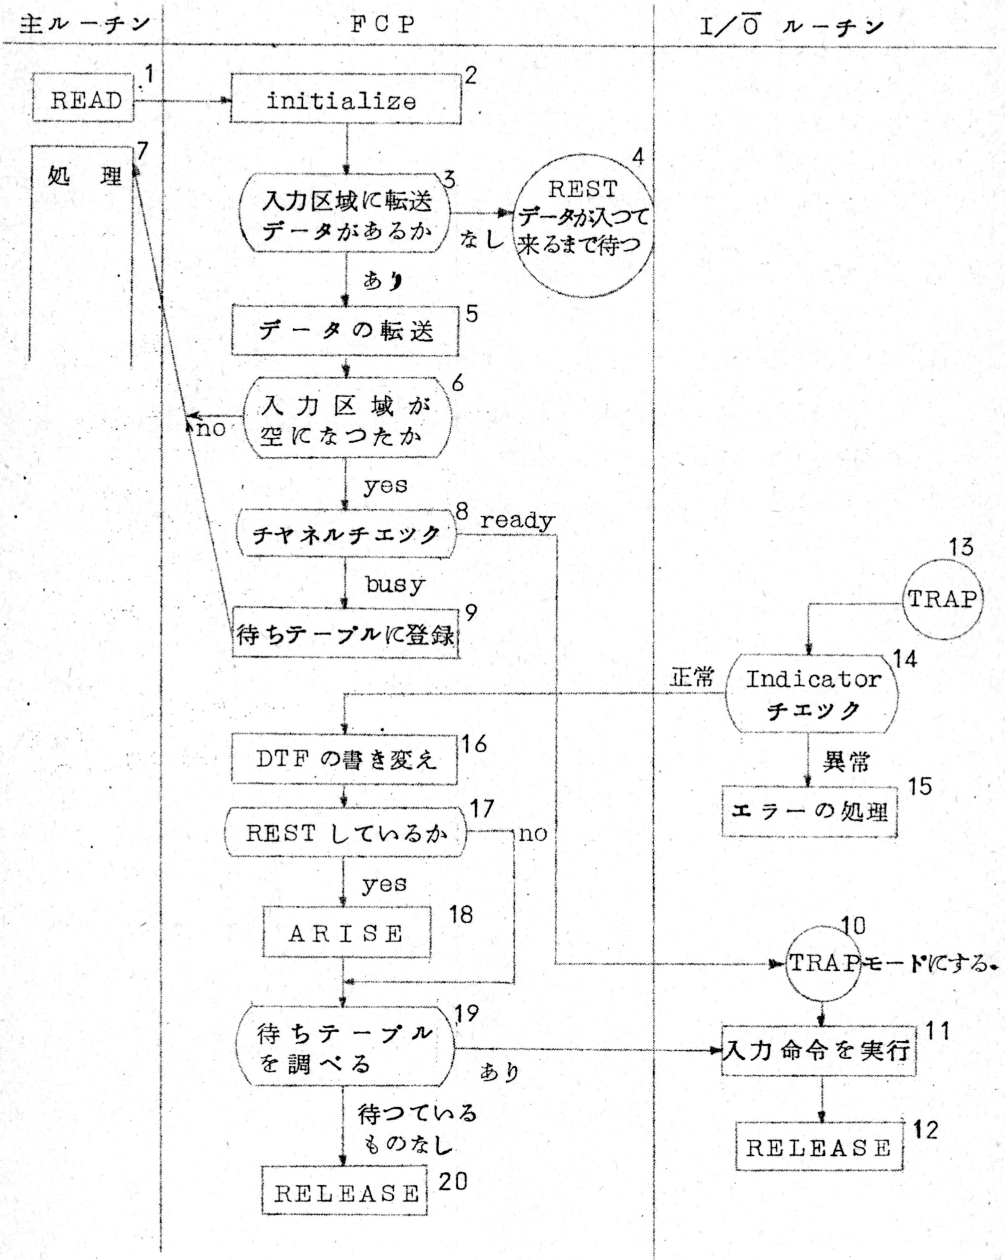 主ルーチン
FCP
I/O̅ ルーチン
1
READ
2
initialize
7
処 理
3
入力区域に転送
データがあるか
なし
4
REST
データが入つて
来るまで待つ
あり
5
データの転送
6
入力区域が
空になつたか
no
yes
8
チヤネルチエツク
ready
busy
9
待ちテーブルに登録
13
TRAP
14
Indicator
チエツク
正常
異常
15
エラーの処理
16
DTFの書き変え
17
RESTしているか
no
yes
18
ARISE
10
TRAPモードにする。
19
待ちテーブル
を調べる
あり
11
入力命令を実行
待つている
ものなし
12
RELEASE
20
RELEASE